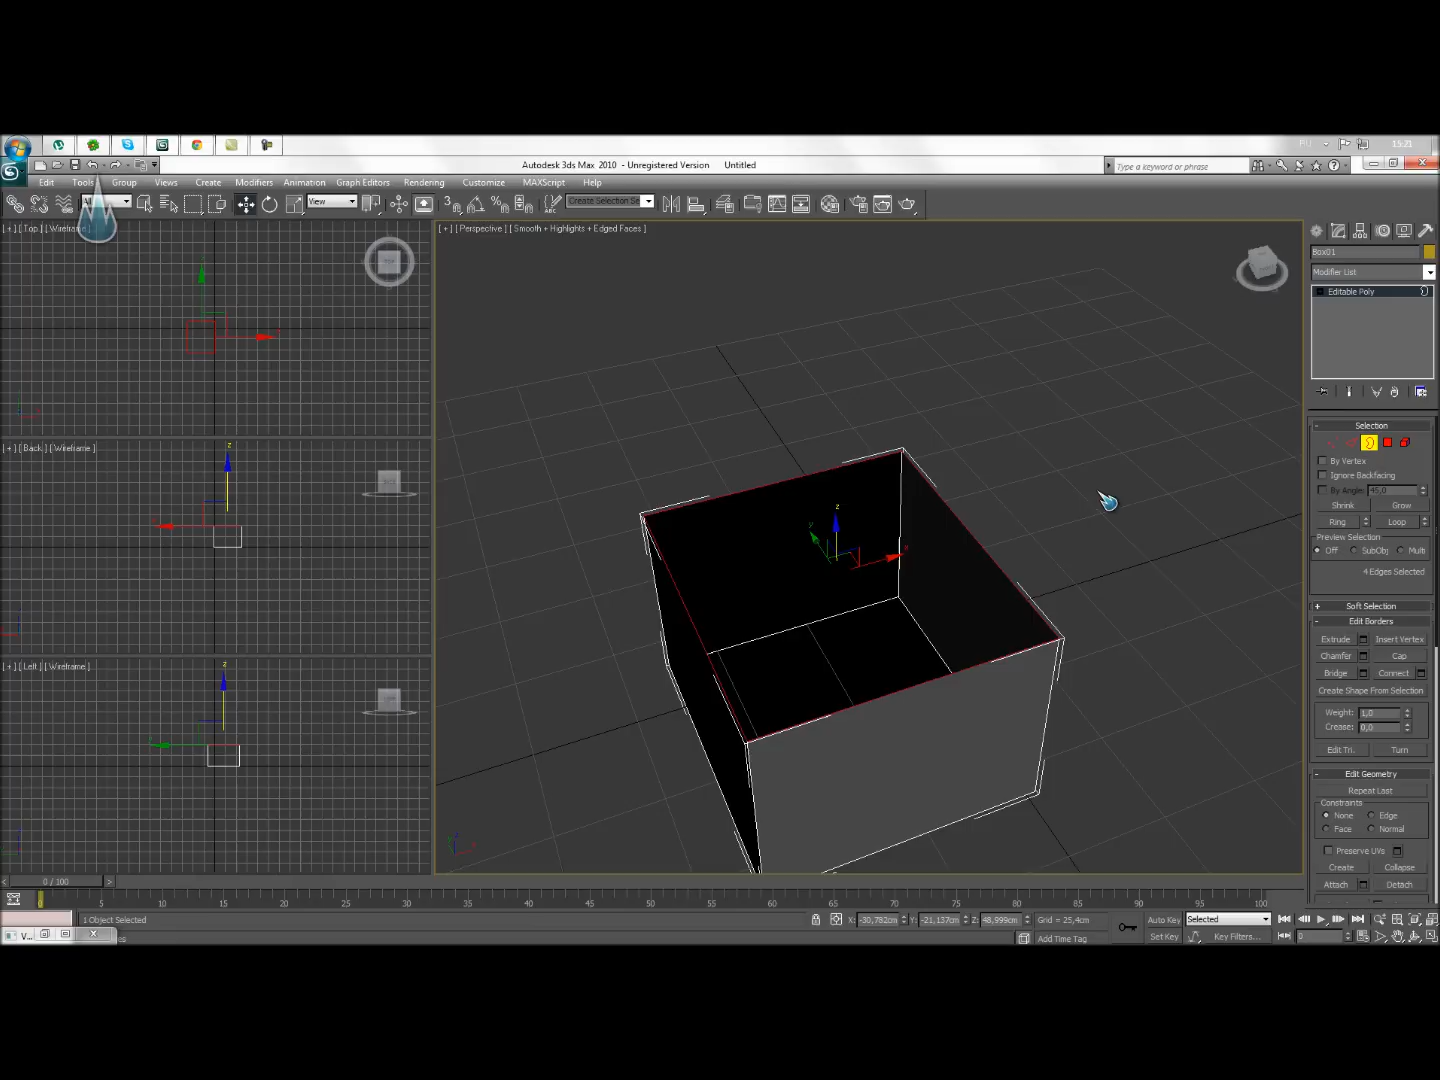 RU 15:21
Autodesk 3ds Max 2010 - Unregistered Version Untitled
Type a keyword or phrase
Edit Tools Group Views Create Modifiers Animation Graph Editors Rendering Customize MAXScript Help
View
3
Create Selection Se
[ + ] [ Top ] [ Wireframe
[ + ] [ Perspective ] [ Smooth + Highlights + Edged Faces ]
Box01
Modifier List
Editable Poly
Selection
By Vertex
Ignore Backfacing
By Angle: 45,0
Shrink Grow
Ring Loop
Preview Selection
Off SubObj Multi
4 Edges Selected
Soft Selection
Edit Borders
Extrude Insert Vertex
Chamfer Cap
Bridge Connect
Create Shape From Selection
Weight: 1,0
Crease: 0,0
Edit Tri. Turn
Edit Geometry
Repeat Last
Constraints
None Edge
Face Normal
Preserve UVs
Create Collapse
Attach Detach
[ + ] [ Back ] [ Wireframe ]
z
[ + ] [ Left ] [ Wireframe ]
z
z
0 / 100
0 5 10 15 20 25 30 35 40 45 50 55 60 65 70 75 80 85 90 95 100
1 Object Selected
X: -30,782cm Y: -21,137cm Z: 48,999cm Grid = 25,4cm
Auto Key Selected
V...
Add Time Tag
Set Key Key Filters... 0